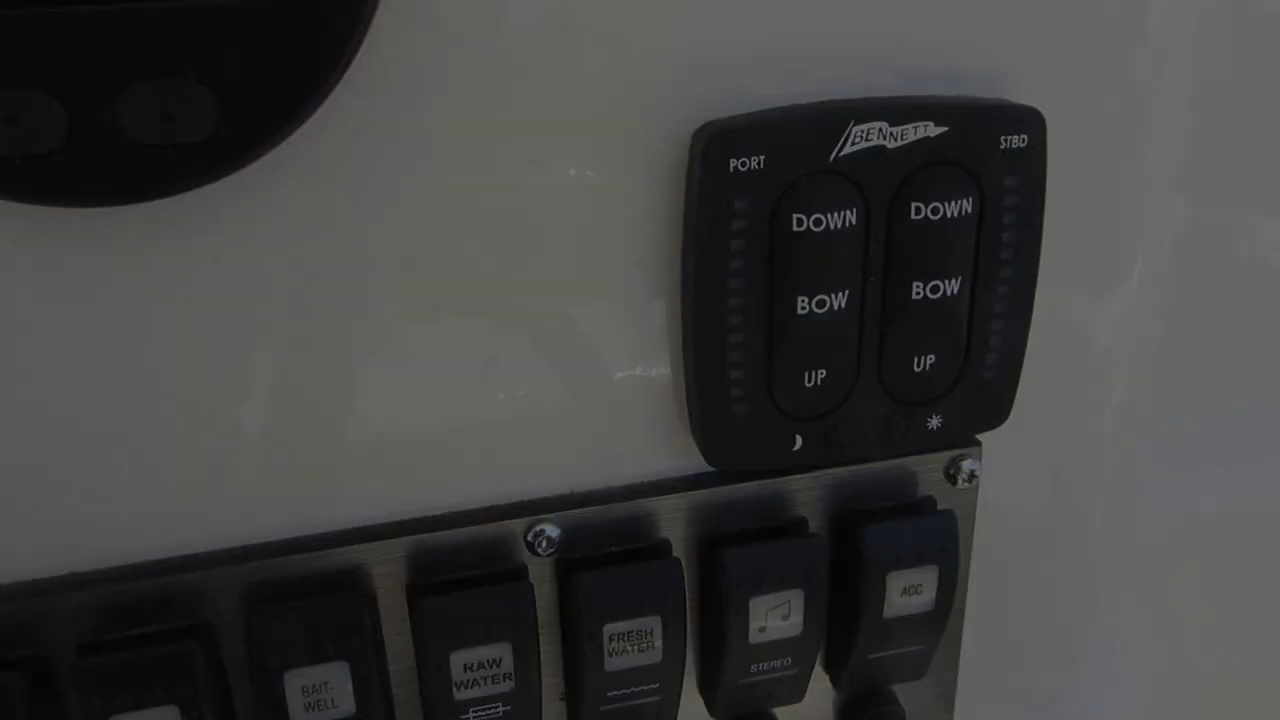 BENNETT
PORT
STBD
DOWN
DOWN
BOW
BOW
UP
UP
BAIT-
WELL
RAW
WATER
FRESH
WATER
STEREO
ACC